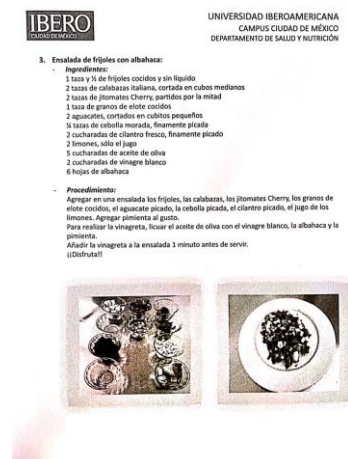 IBERO
CIUDAD DE MÉXICO
UNIVERSIDAD IBEROAMERICANA
CAMPUS CIUDAD DE MÉXICO
DEPARTAMENTO DE SALUD Y NUTRICIÓN
3. Ensalada de frijoles con albahaca:
- Ingredientes:
1 taza y ½ de frijoles cocidos y sin líquido
2 tazas de calabazas italiana, cortada en cubos medianos
2 tazas de jitomates Cherry, partidos por la mitad
1 taza de granos de elote cocidos
2 aguacates, cortados en cubitos pequeños
¼ tazas de cebolla morada, finamente picada
2 cucharadas de cilantro fresco, finamente picado
2 limones, sólo el jugo
5 cucharadas de aceite de oliva
2 cucharadas de vinagre blanco
6 hojas de albahaca
- Procedimiento:
Agregar en una ensalada los frijoles, las calabazas, los jitomates Cherry, los granos de
elote cocidos, el aguacate picado, la cebolla picada, el cilantro picado, el jugo de los
limones. Agregar pimienta al gusto.
Para realizar la vinagreta, licuar el aceite de oliva con el vinagre blanco, la albahaca y la
pimienta.
Añadir la vinagreta a la ensalada 1 minuto antes de servir.
¡¡Disfruta!!